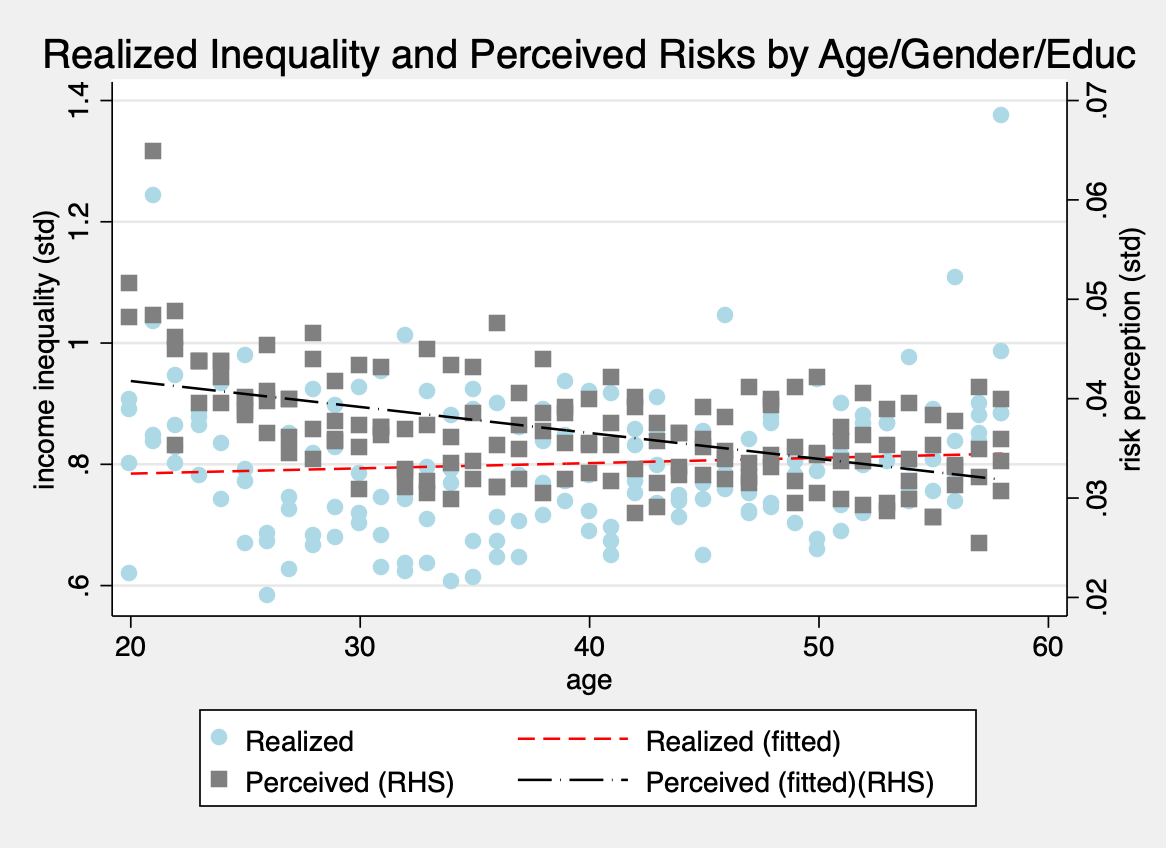 Realized Inequality and Perceived Risks by Age/Gender/Educ
income inequality (std)
1.4
1.2
1
.8
.6
.07
.06
.05
.04
.03
.02
risk perception (std)
20 30 40 50 60
age
Realized
Realized (fitted)
Perceived (RHS)
Perceived (fitted)(RHS)